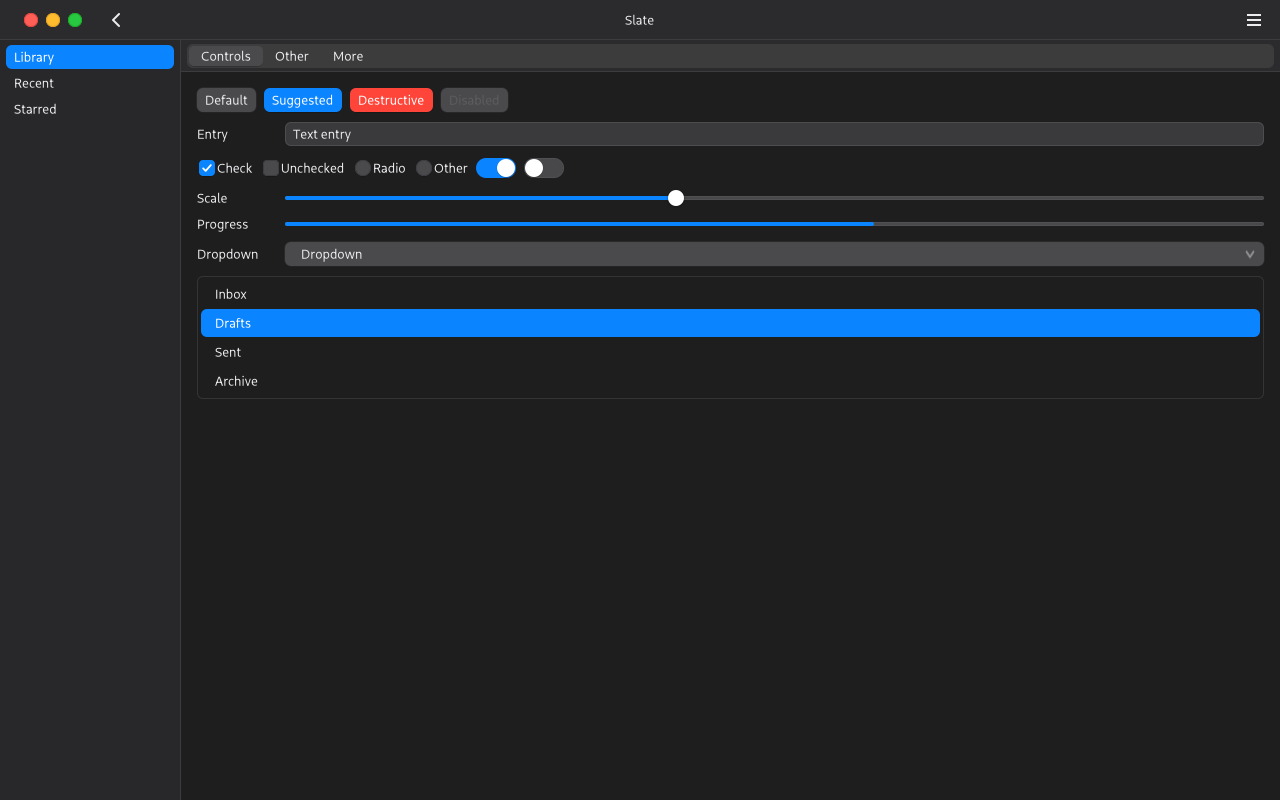 Slate
Library
Recent
Starred
Controls Other More
Default Suggested Destructive Disabled
Entry Text entry
Check Unchecked Radio Other
Scale
Progress
Dropdown Dropdown
Inbox
Drafts
Sent
Archive